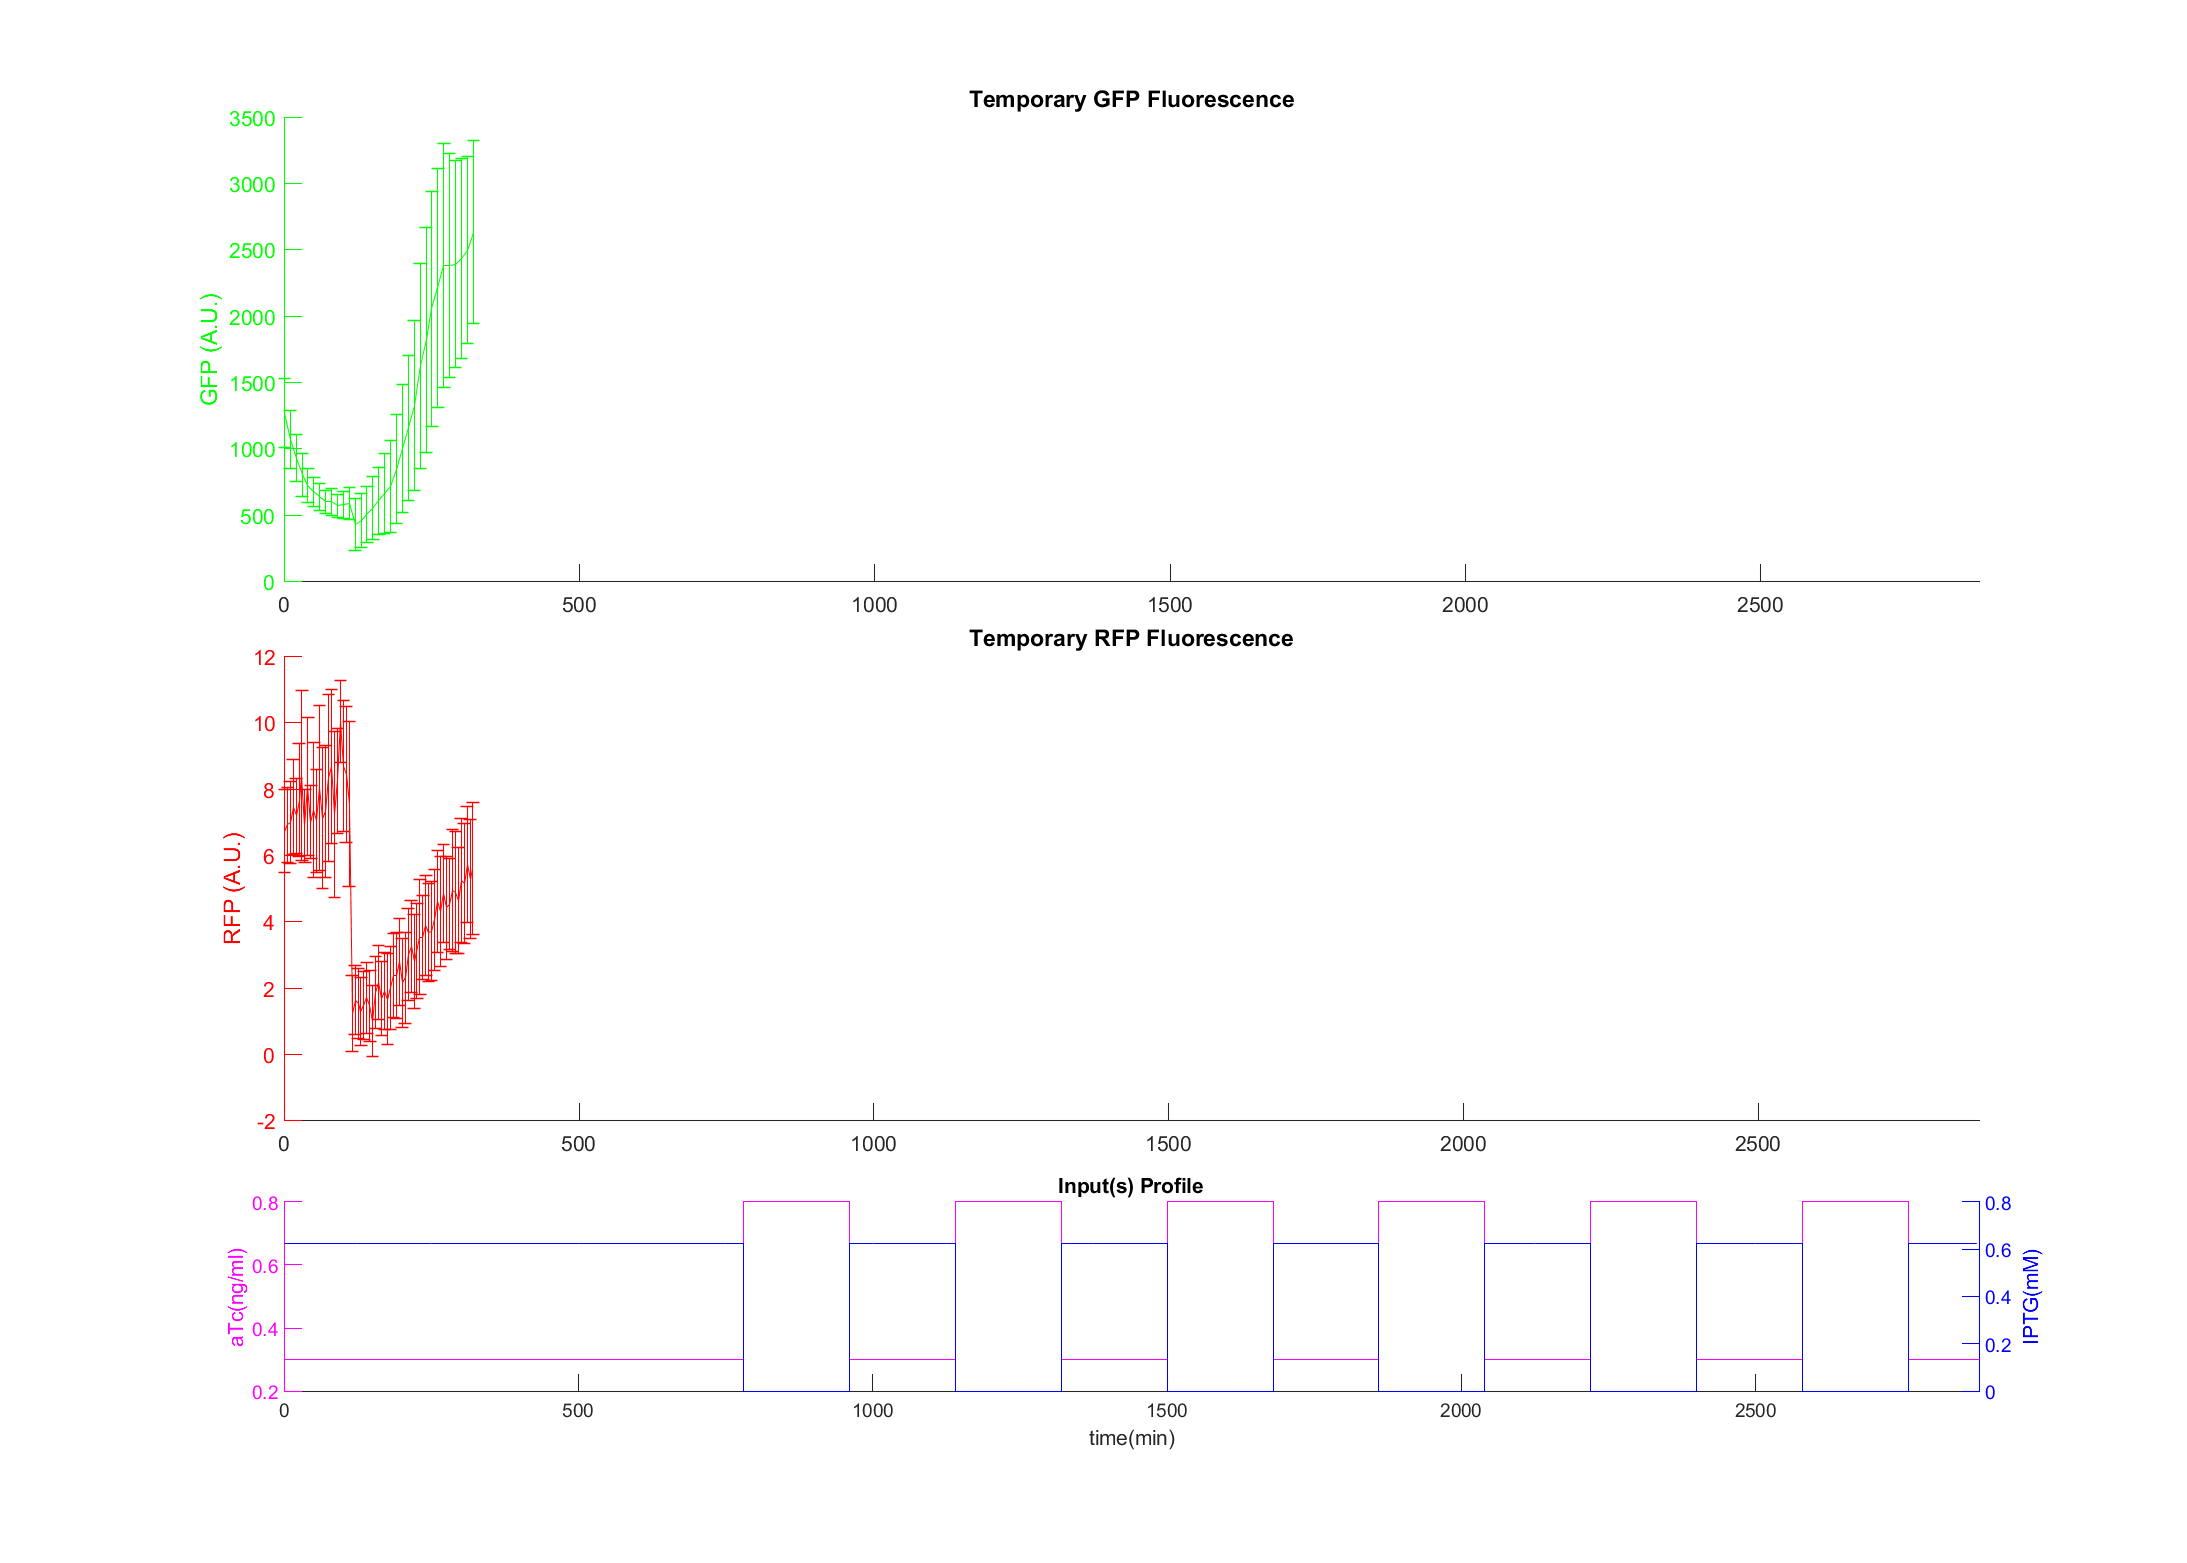 Temporary GFP Fluorescence
3500
3000
2500
2000
1500
1000
500
0
GFP (A.U.)
0 500 1000 1500 2000 2500
Temporary RFP Fluorescence
12
10
8
6
4
2
0
-2
RFP (A.U.)
0 500 1000 1500 2000 2500
Input(s) Profile
0.8
0.6
0.4
0.2
aTc(ng/ml)
0.8
0.6
0.4
0.2
0
IPTG(mM)
0 500 1000 1500 2000 2500
time(min)